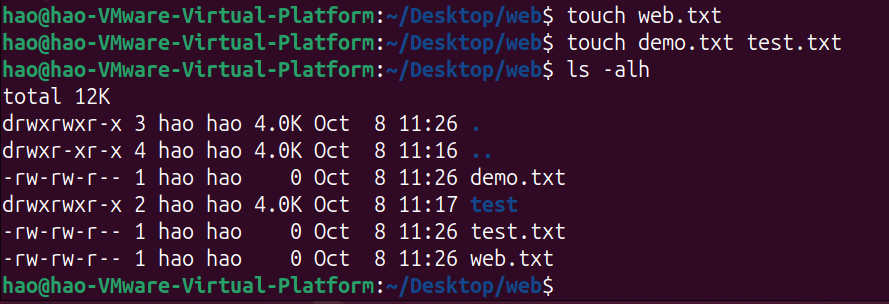 hao@hao-VMware-Virtual-Platform:~/Desktop/web$ touch web.txt
hao@hao-VMware-Virtual-Platform:~/Desktop/web$ touch demo.txt test.txt
hao@hao-VMware-Virtual-Platform:~/Desktop/web$ ls -alh
total 12K
drwxrwxr-x 3 hao hao 4.0K Oct  8 11:26 .
drwxr-xr-x 4 hao hao 4.0K Oct  8 11:16 ..
-rw-rw-r-- 1 hao hao    0 Oct  8 11:26 demo.txt
drwxrwxr-x 2 hao hao 4.0K Oct  8 11:17 test
-rw-rw-r-- 1 hao hao    0 Oct  8 11:26 test.txt
-rw-rw-r-- 1 hao hao    0 Oct  8 11:26 web.txt
hao@hao-VMware-Virtual-Platform:~/Desktop/web$